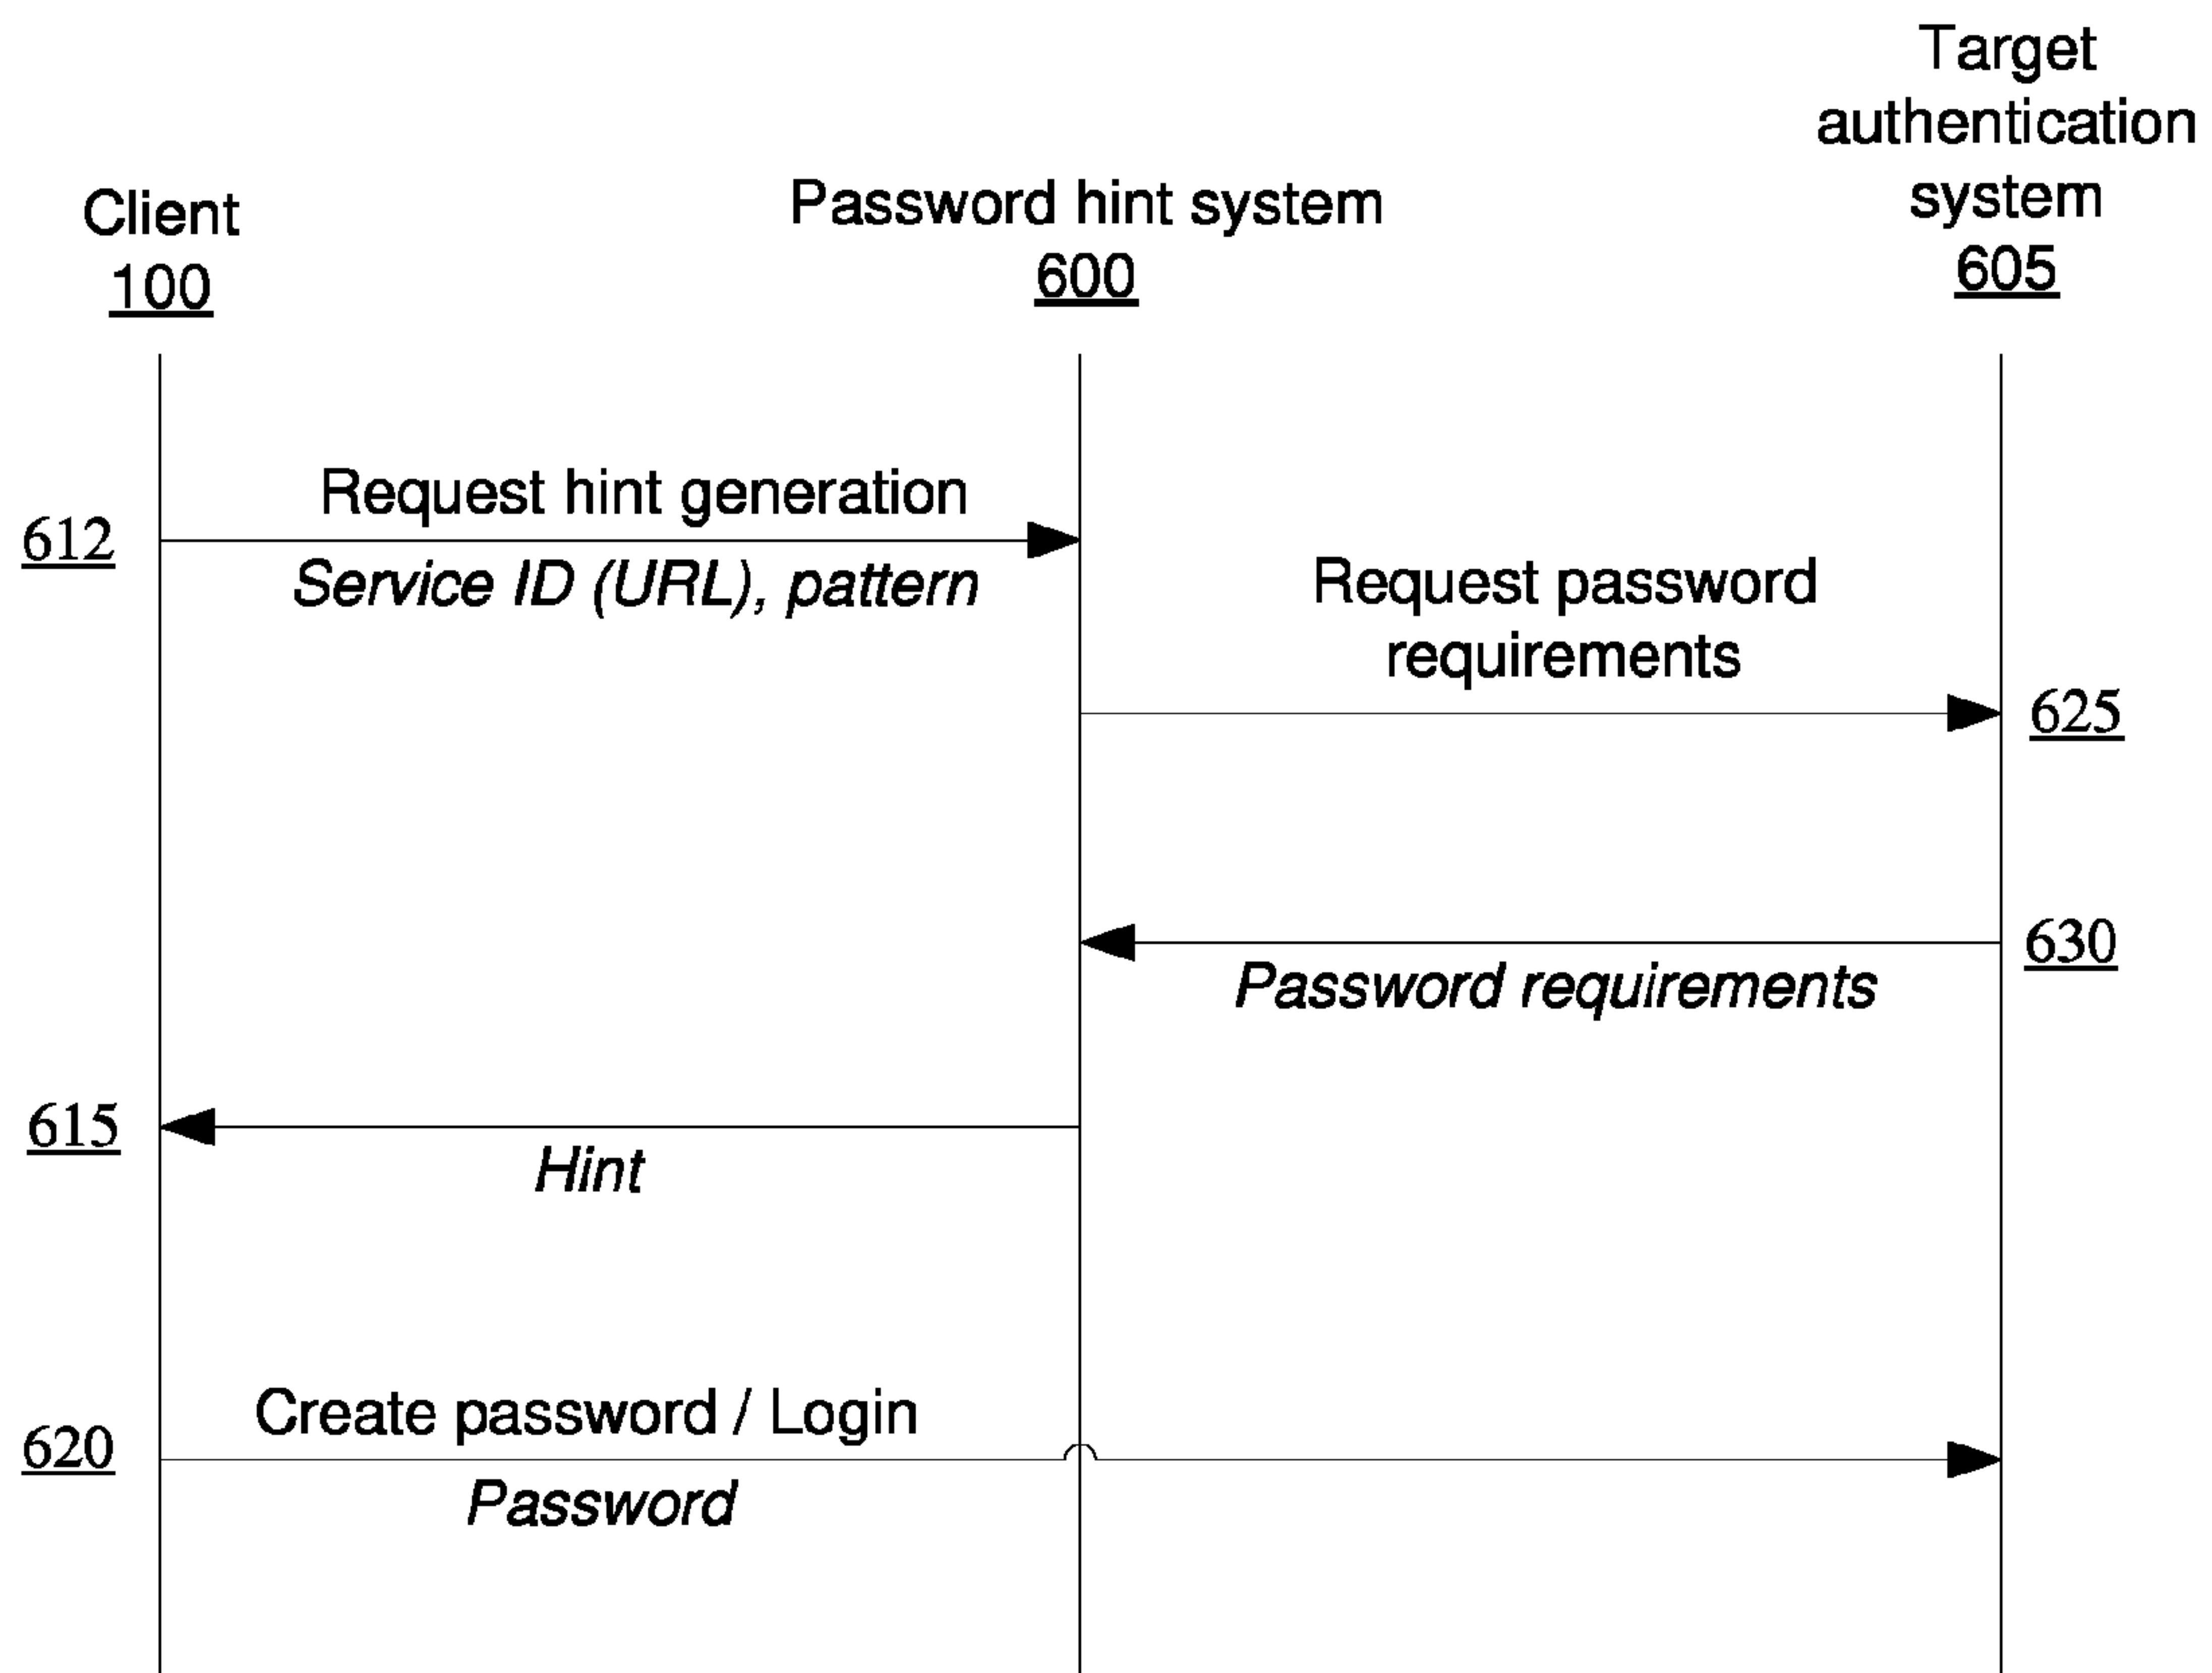 Target
authentication
system
605
Client
100
Password hint system
600
Request hint generation
612
Service ID (URL), pattern
Request password
requirements
625
630
Password requirements
615
Hint
Create password / Login
620
Password